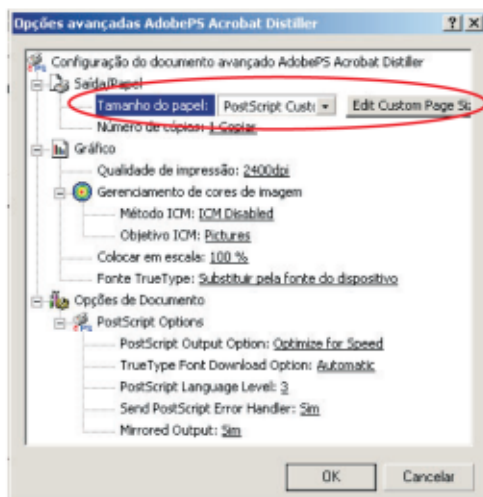 Opções avançadas AdobePS Acrobat Distiller
Configuração do documento avançado AdobePS Acrobat Distiller
Saída/Papel
Tamanho do papel: PostScript Custo Edit Custom Page Siz
Número de cópias: 1 Copiar
Gráfico
Qualidade de impressão: 2400dpi
Gerenciamento de cores de imagem
Método ICM: ICM Disabled
Objetivo ICM: Pictures
Colocar em escala: 100 %
Fonte TrueType: Substituir pela fonte do dispositivo
Opções de Documento
PostScript Options
PostScript Output Option: Optimize for Speed
TrueType Font Download Option: Automatic
PostScript Language Level: 3
Send PostScript Error Handler: Sim
Mirrored Output: Sim
OK Cancelar